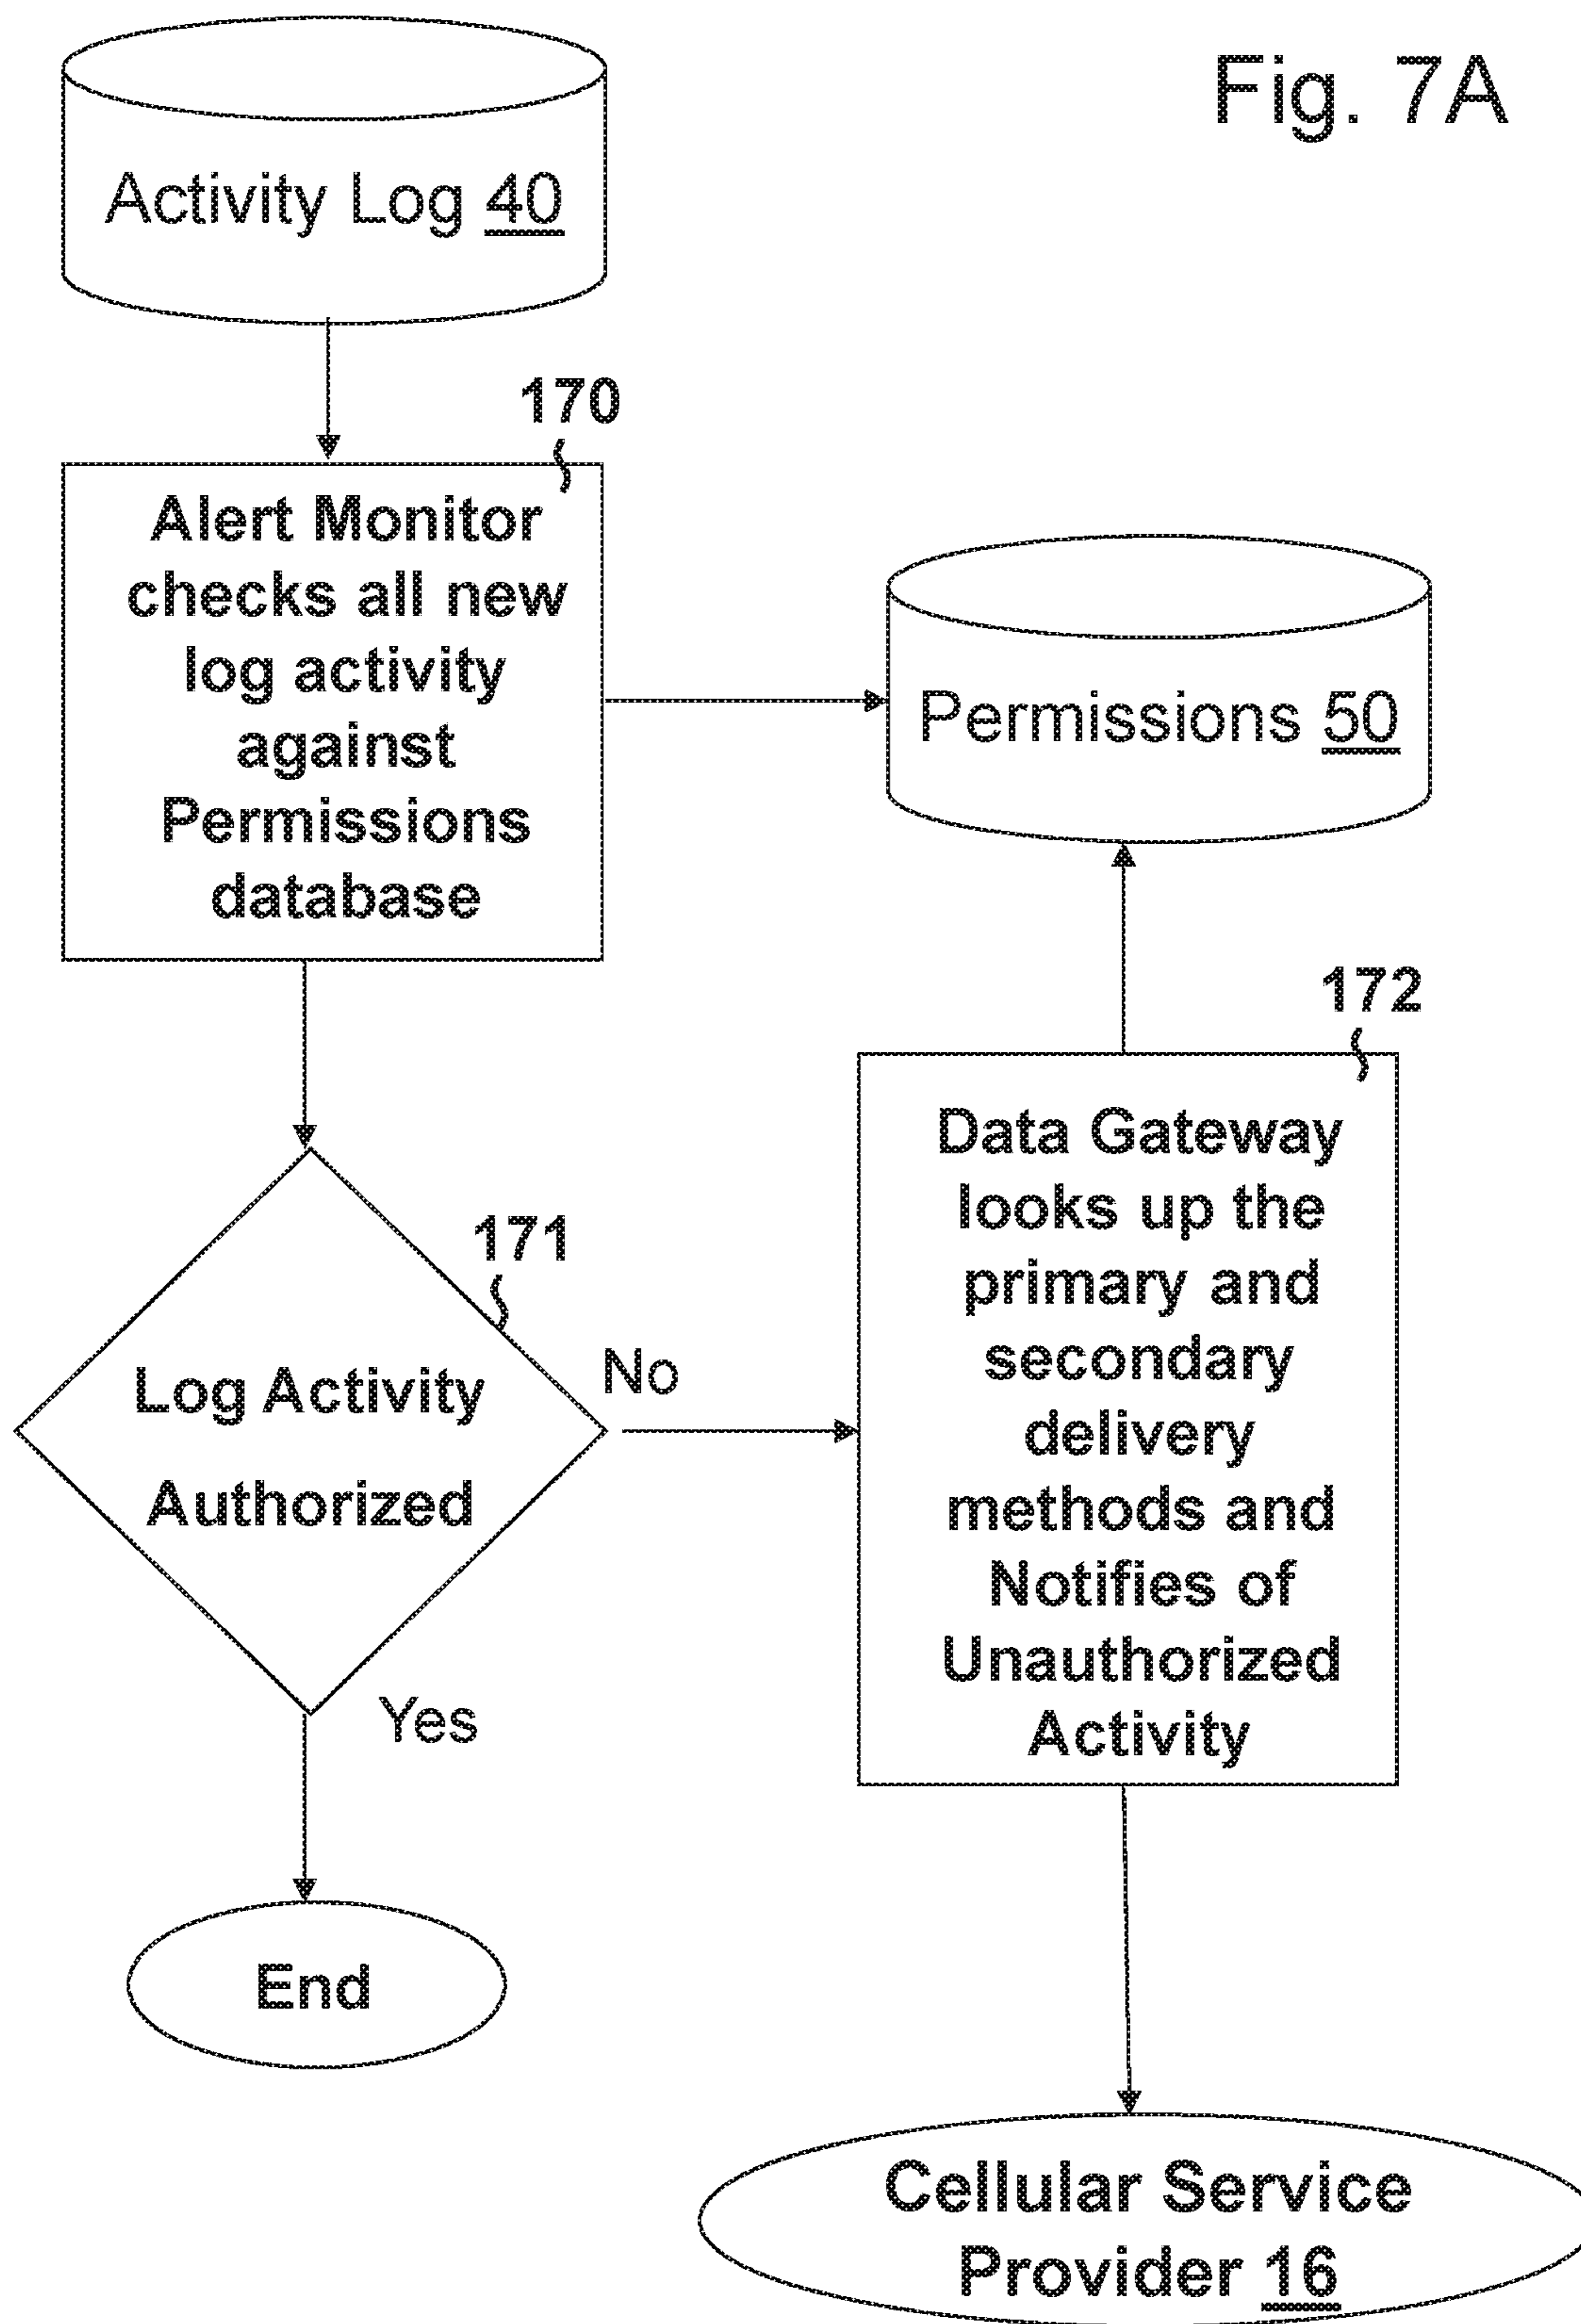 Fig. 7A
Activity Log 40
170
Alert Monitor
checks all new
log activity
against
Permissions
database
Permissions 50
172
Data Gateway
looks up the
primary and
secondary
delivery
methods and
Notifies of
Unauthorized
Activity
171
Log Activity
Authorized
No
Yes
End
Cellular Service
Provider 16